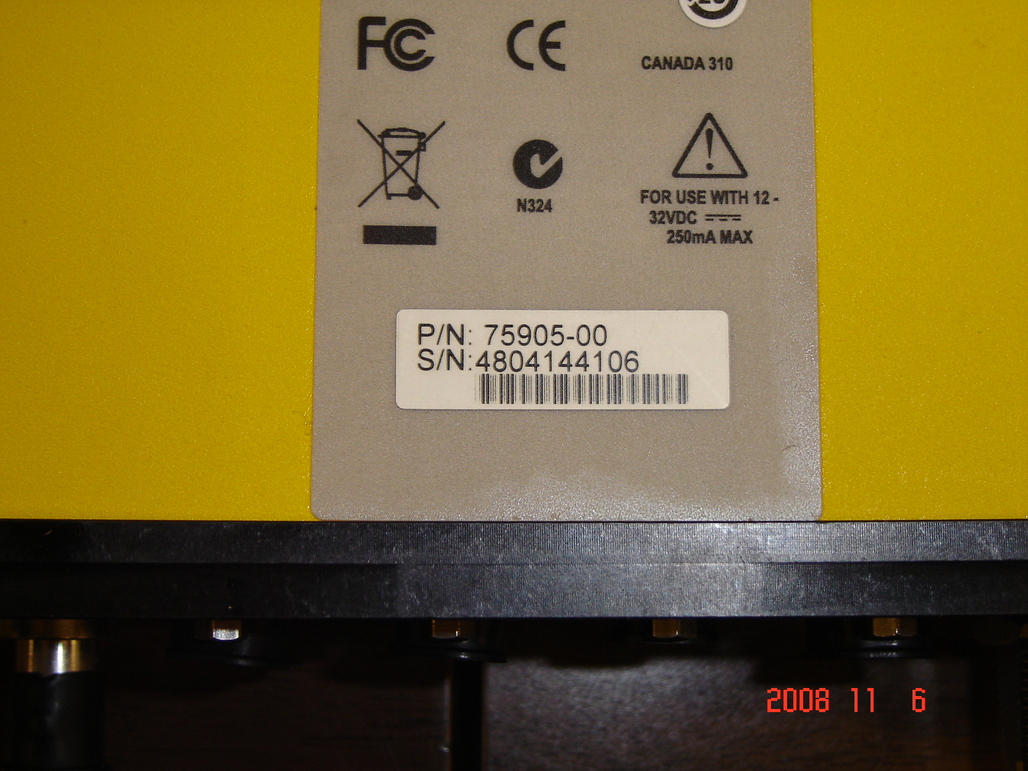 FC
CE
CANADA 310
N324
FOR USE WITH 12 -
32VDC
250mA MAX
P/N: 75905-00
S/N:4804144106
2008 11 6